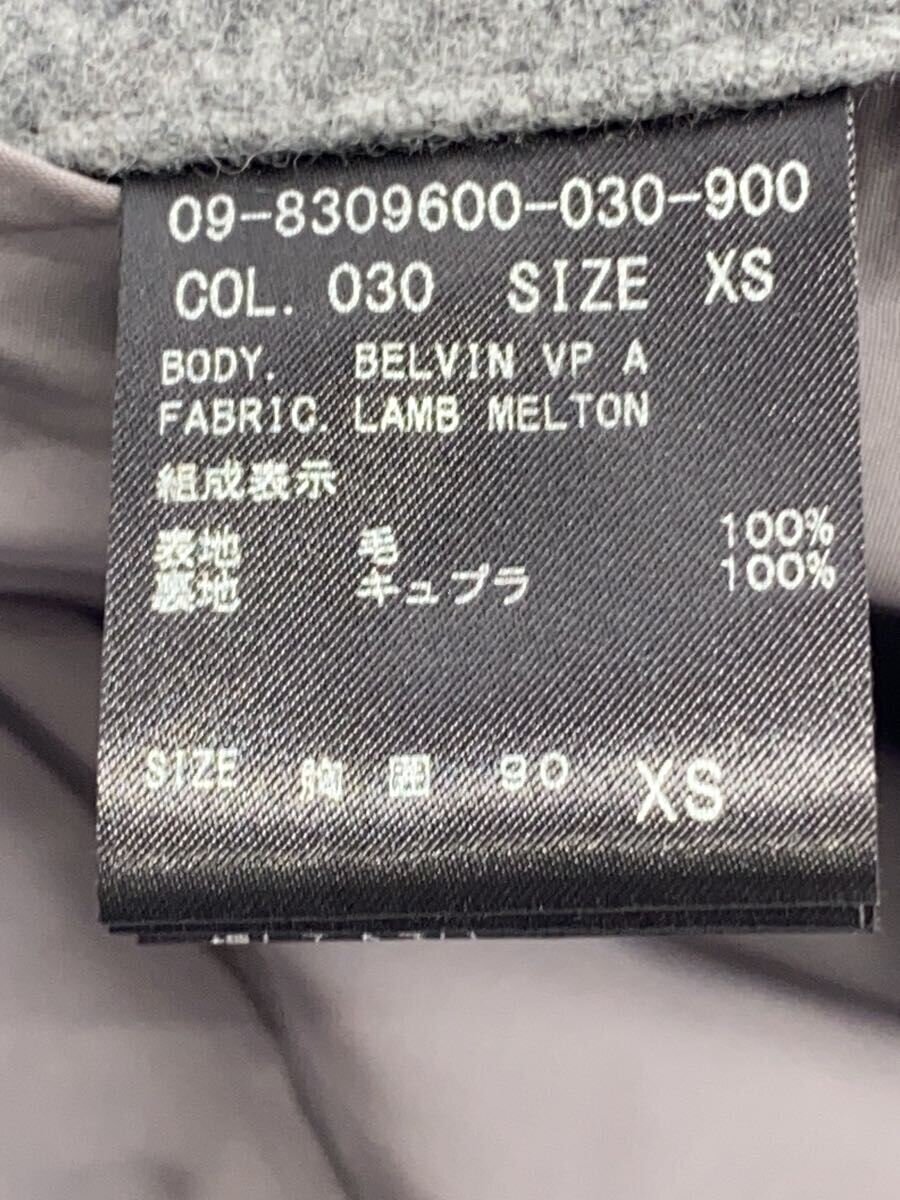 09-8309600-030-900
COL. 030 SIZE XS
BODY. BELVIN VP A
FABRIC. LAMB MELTON
組成表示
表地 毛 100%
裏地 キュプラ 100%
SIZE 胸囲 90 XS